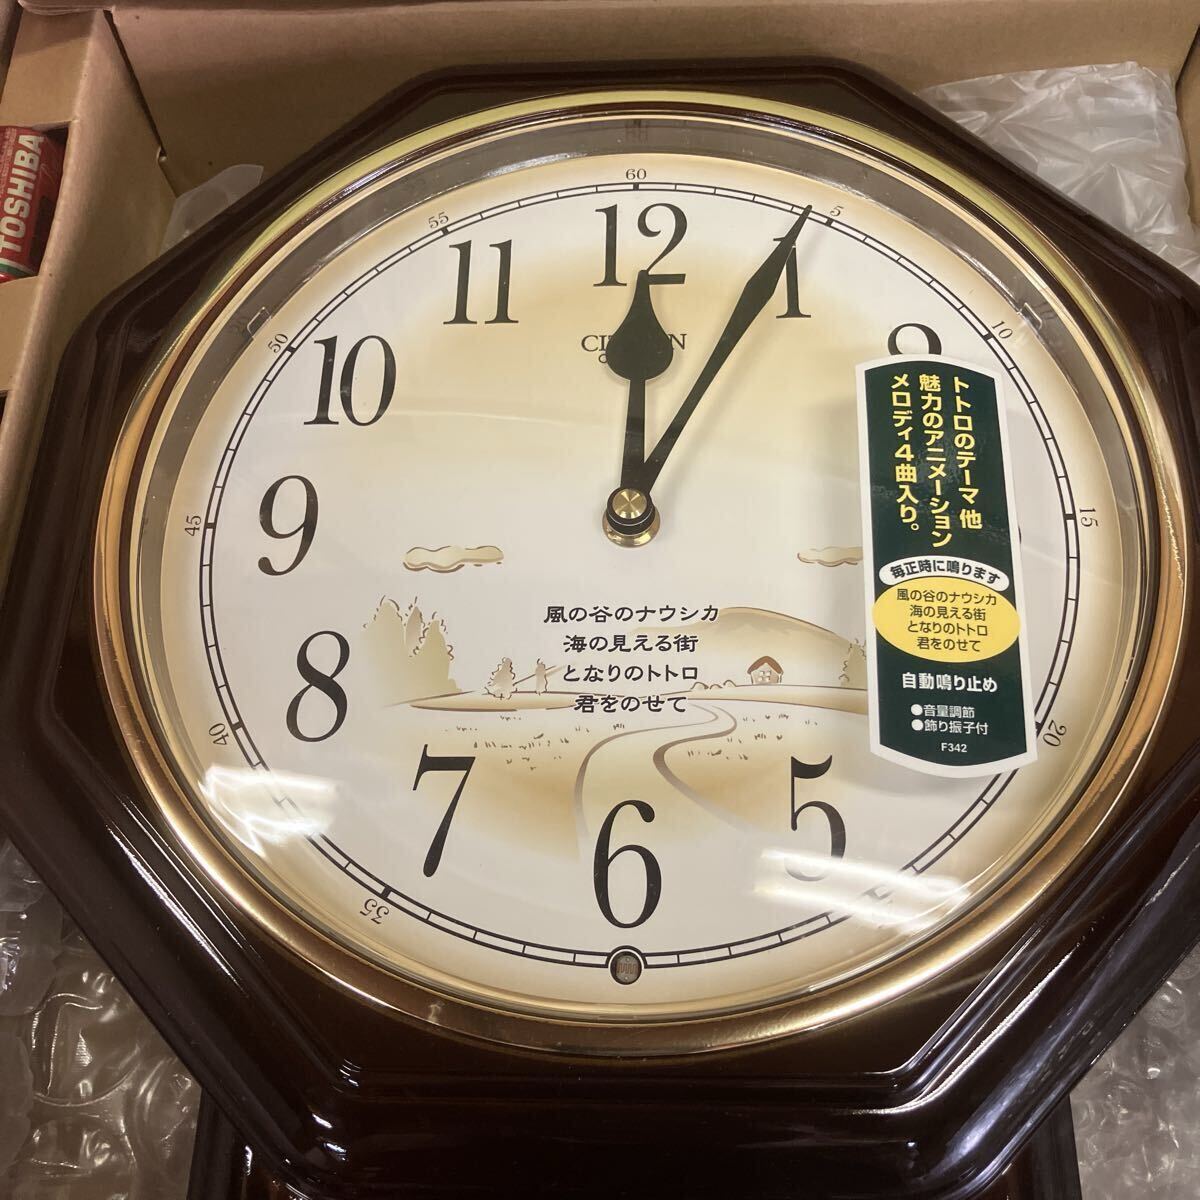 TOSHIBA
60
5
10
15
20
35
40
45
50
55
12
1
5
6
7
8
9
10
11
風の谷のナウシカ
海の見える街
となりのトトロ
君をのせて
トトロのテーマ他
魅力のアニメーション
メロディ4曲入り。
毎正時に鳴ります
風の谷のナウシカ
海の見える街
となりのトトロ
君をのせて
自動鳴り止め
●音量調節
●飾り振子付
F342